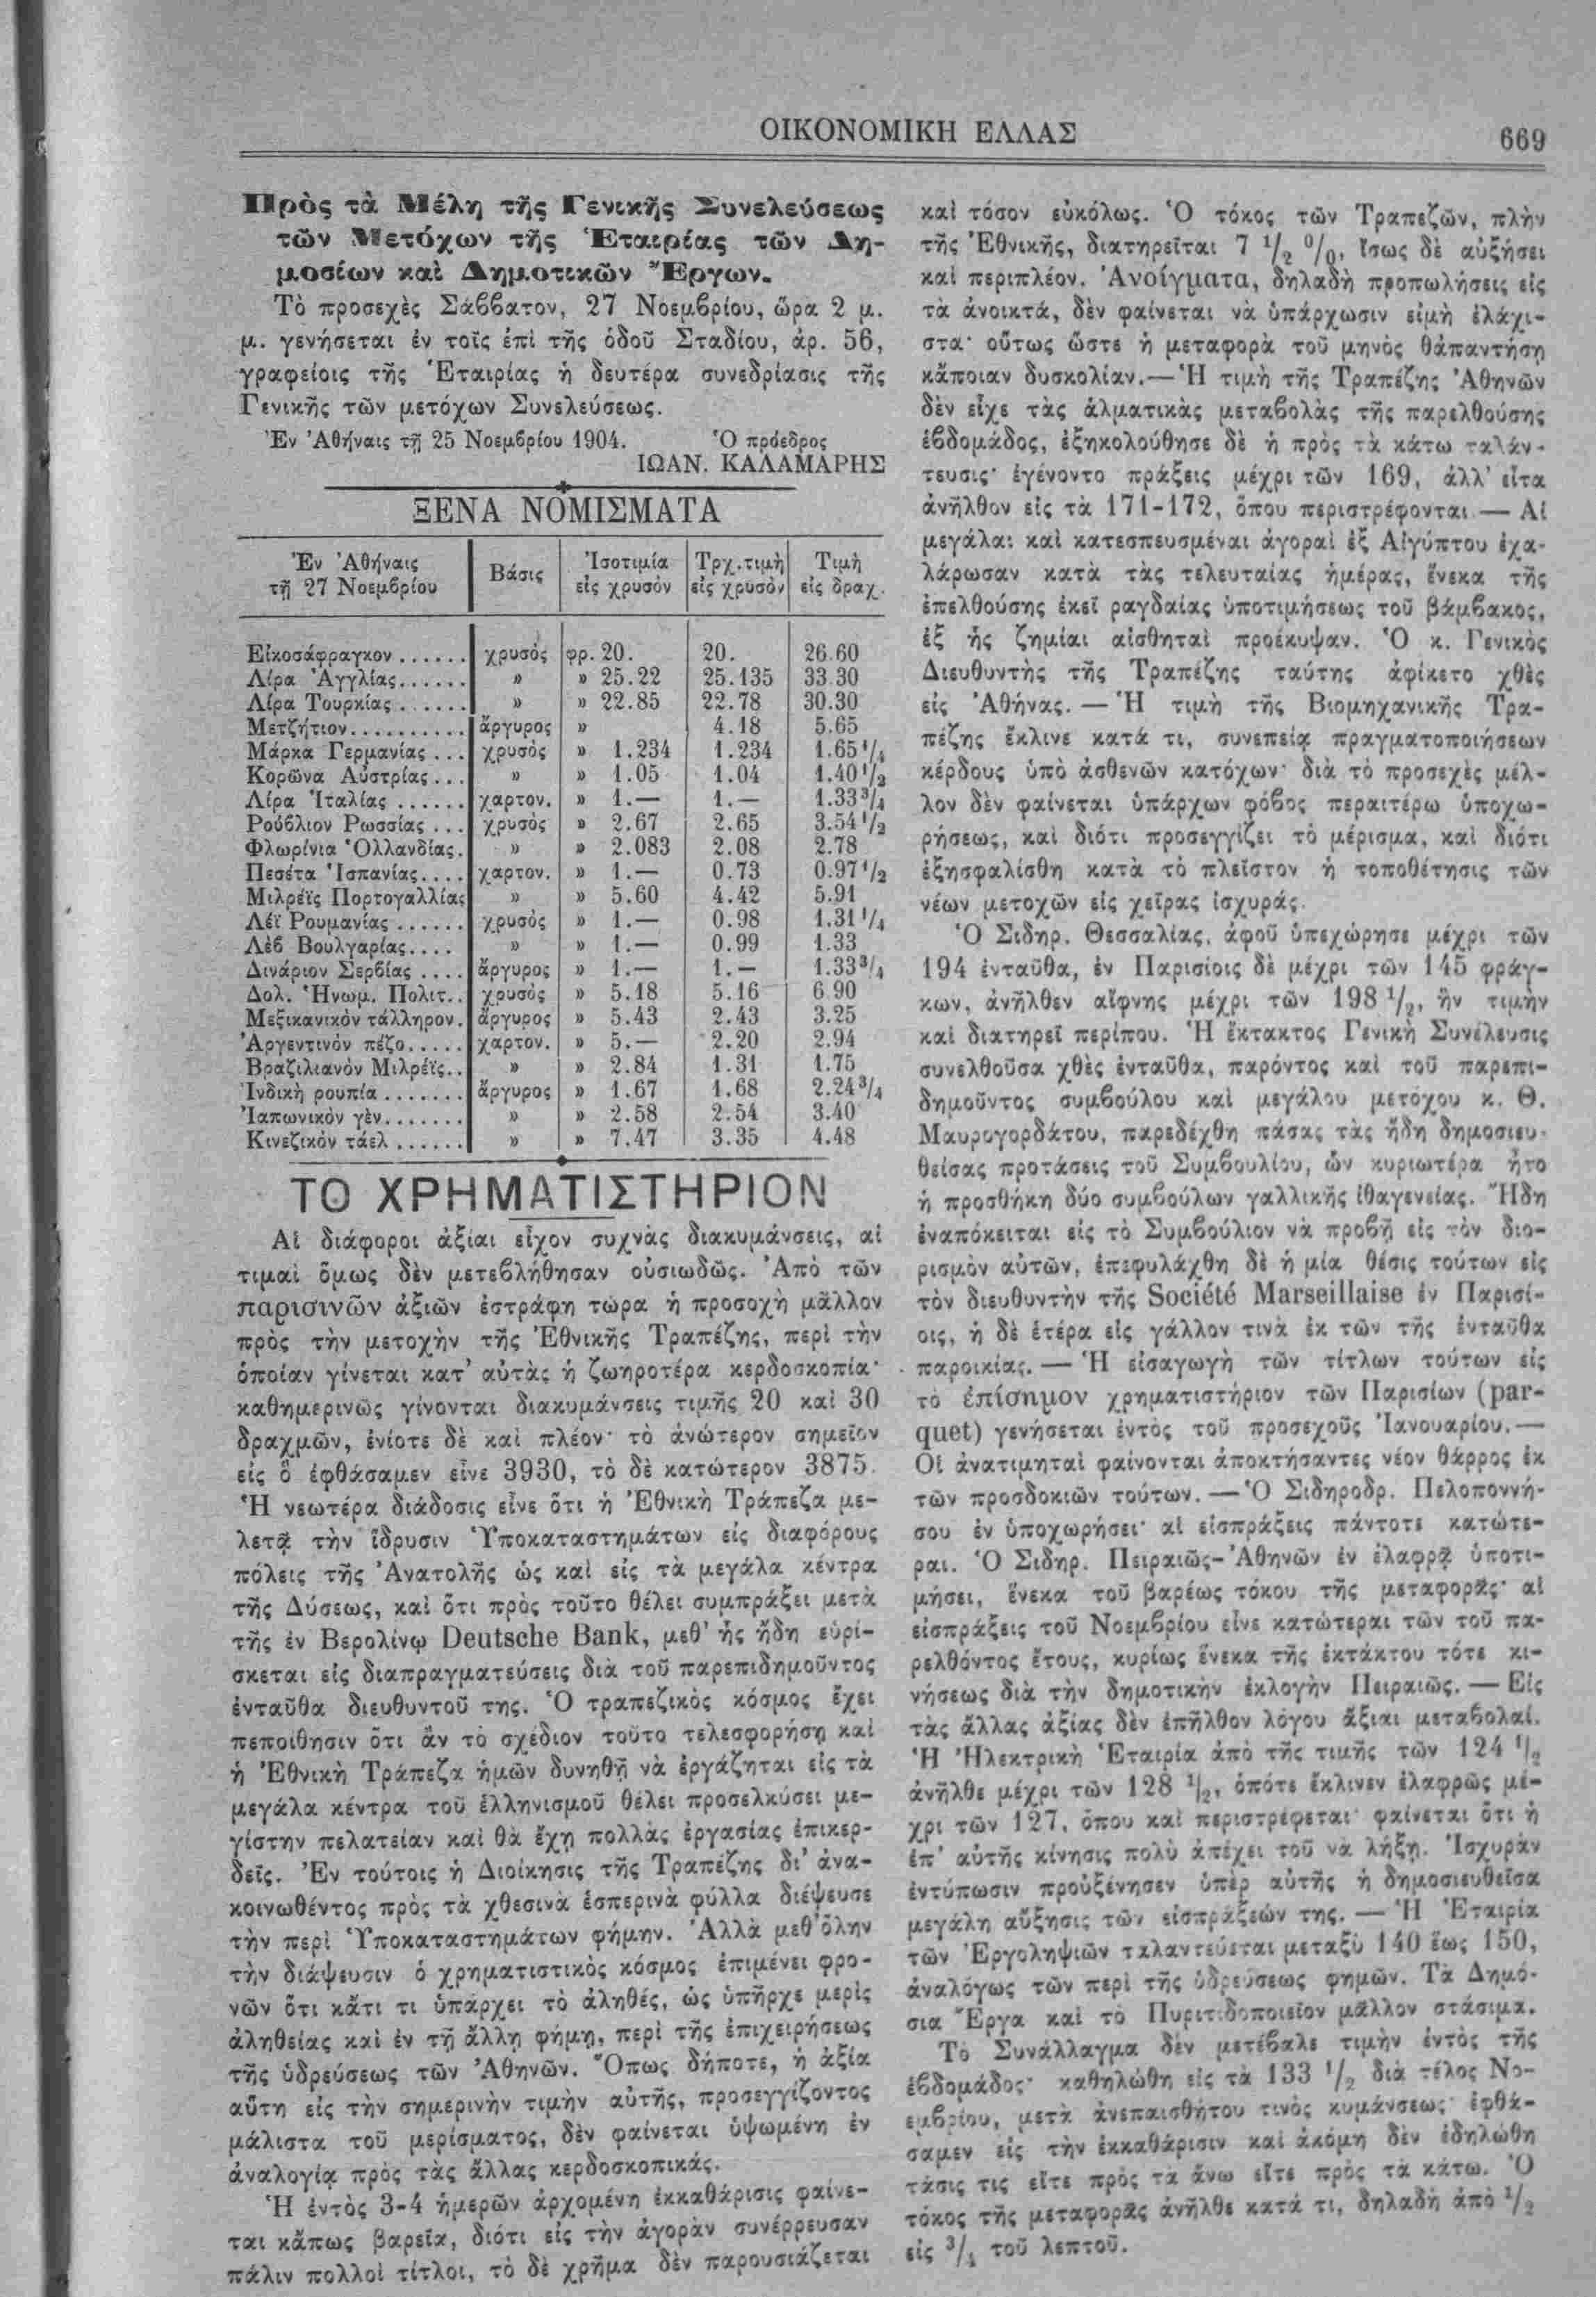 ΟΙΚΟΝΟΜΙΚΗ ΕΛΛΑΣ
669
Πρὸς τὰ Μέλη τῆς Γενικῆς Συνελεύσεως
τῶν Μετόχων τῆς Ἑταιρείας τῶν Δη-
μοσίων καὶ Δημοτικῶν Ἔργων.
Τὸ προσεχὲς Σάββατον, 27 Νοεμβρίου, ὥρα 2 μ.
μ. γενήσεται ἐν τοῖς ἐπὶ τῆς ὁδοῦ Σταδίου, ἀρ. 56,
γραφείοις τῆς Ἑταιρίας ἡ δευτέρα συνεδρίασις τῆς
Γενικῆς τῶν μετόχων Συνελεύσεως.
Ἐν Ἀθήναις τῇ 25 Νοεμβρίου 1904. Ὁ πρόεδρος
ΙΩΑΝ. ΚΑΛΑΜΑΡΗΣ
ΞΕΝΑ ΝΟΜΙΣΜΑΤΑ
Ἐν Ἀθήναις τῇ 27 Νοεμβρίου | Βάσις | Ἰσοτιμία εἰς χρυσόν | Τρχ. τιμὴ εἰς χρυσόν | Τιμὴ εἰς δραχ.
Εἰκοσάφραγκον ...... χρυσός φρ. 20. 20. 26.60
Λίρα Ἀγγλίας...... » » 25.22 25.135 33.30
Λίρα Τουρκίας ...... » » 22.85 22.78 30.30
Μετζήτιον.......... ἄργυρος » 4.18 5.65
Μάρκα Γερμανίας ... χρυσὸς » 1.234 1.234 1.65 1/4
Κορῶνα Αὐστρίας... » » 1.05 1.04 1.40 1/2
Λίρα Ἰταλίας ...... χαρτον. » 1.— 1.— 1.33 3/4
Ρούβλιον Ρωσσίας ... χρυσὸς » 2.67 2.65 3.54 1/2
Φλωρίνια Ὁλλανδίας. » » 2.083 2.08 2.78
Πεσέτα Ἱσπανίας.... χαρτον. » 1.— 0.73 0.97 1/2
Μιλρέϊς Πορτογαλλίας » » 5.60 4.42 5.91
Λέϊ Ρουμανίας ...... χρυσὸς » 1.— 0.98 1.31 1/4
Λὲβ Βουλγαρίας.... » » 1.— 0.99 1.33
Δινάριον Σερβίας .... ἄργυρος » 1.— 1.— 1.33 3/4
Δολ. Ἡνωμ. Πολιτ.. χρυσὸς » 5.18 5.16 6.90
Μεξικανικὸν τάλληρον. ἄργυρος » 5.43 2.43 3.25
Ἀργεντινὸν πέζο..... χαρτον. » 5.— 2.20 2.94
Βραζιλιανὸν Μιλρέϊς.. » » 2.84 1.31 1.75
Ἰνδικὴ ρουπία ....... ἄργυρος » 1.67 1.68 2.24 3/4
Ἰαπωνικὸν γὲν....... » » 2.58 2.54 3.40
Κινεζικὸν τάελ ...... » » 7.47 3.35 4.48
ΤΟ ΧΡΗΜΑΤΙΣΤΗΡΙΟΝ
Αἱ διάφοροι ἀξίαι εἶχον συχνὰς διακυμάνσεις, αἱ
τιμαὶ ὅμως δὲν μετεβλήθησαν οὐσιωδῶς. Ἀπὸ τῶν
παρισινῶν ἀξιῶν ἐστράφη τώρα ἡ προσοχὴ μᾶλλον
πρὸς τὴν μετοχὴν τῆς Ἐθνικῆς Τραπέζης, περὶ τὴν
ὁποίαν γίνεται κατ' αὐτὰς ἡ ζωηροτέρα κερδοσκοπία·
καθημερινῶς γίνονται διακυμάνσεις τιμῆς 20 καὶ 30
δραχμῶν, ἐνίοτε δὲ καὶ πλέον· τὸ ἀνώτερον σημεῖον
εἰς ὃ ἐφθάσαμεν εἶνε 3930, τὸ δὲ κατώτερον 3875.
Ἡ νεωτέρα διάδοσις εἶνε ὅτι ἡ Ἐθνικὴ Τράπεζα με-
λετᾷ τὴν ἵδρυσιν Ὑποκαταστημάτων εἰς διαφόρους
πόλεις τῆς Ἀνατολῆς ὡς καὶ εἰς τὰ μεγάλα κέντρα
τῆς Δύσεως, καὶ ὅτι πρὸς τοῦτο θέλει συμπράξει μετὰ
τῆς ἐν Βερολίνῳ Deutsche Bank, μεθ' ἧς ἤδη εὑρί-
σκεται εἰς διαπραγματεύσεις διὰ τοῦ παρεπιδημοῦντος
ἐνταῦθα διευθυντοῦ της. Ὁ τραπεζικὸς κόσμος ἔχει
πεποίθησιν ὅτι ἂν τὸ σχέδιον τοῦτο τελεσφορήσῃ καὶ
ἡ Ἐθνικὴ Τράπεζα ἡμῶν δυνηθῇ νὰ ἐργάζηται εἰς τὰ
μεγάλα κέντρα τοῦ ἑλληνισμοῦ θέλει προσελκύσει με-
γίστην πελατείαν καὶ θὰ ἔχῃ πολλὰς ἐργασίας ἐπικερ-
δεῖς. Ἐν τούτοις ἡ Διοίκησις τῆς Τραπέζης δι' ἀνα-
κοινωθέντος πρὸς τὰ χθεσινὰ ἑσπερινὰ φύλλα διέψευσε
τὴν περὶ Ὑποκαταστημάτων φήμην. Ἀλλὰ μεθ' ὅλην
τὴν διάψευσιν ὁ χρηματιστικὸς κόσμος ἐπιμένει φρο-
νῶν ὅτι κᾶτι τι ὑπάρχει τὸ ἀληθές, ὡς ὑπῆρχε μερὶς
ἀληθείας καὶ ἐν τῇ ἄλλῃ φήμῃ, περὶ τῆς ἐπιχειρήσεως
τῆς ὑδρεύσεως τῶν Ἀθηνῶν. Ὅπως δήποτε, ἡ ἀξία
αὕτη εἰς τὴν σημερινὴν τιμὴν αὐτῆς, προσεγγίζοντος
μάλιστα τοῦ μερίσματος, δὲν φαίνεται ὑψωμένη ἐν
ἀναλογίᾳ πρὸς τὰς ἄλλας κερδοσκοπικάς.
Ἡ ἐντὸς 3-4 ἡμερῶν ἀρχομένη ἐκκαθάρισις φαίνε-
ται κἄπως βαρεῖα, διότι εἰς τὴν ἀγορὰν συνέρρευσαν
πάλιν πολλοὶ τίτλοι, τὸ δὲ χρῆμα δὲν παρουσιάζεται
καὶ τόσον εὐκόλως. Ὁ τόκος τῶν Τραπεζῶν, πλὴν
τῆς Ἐθνικῆς, διατηρεῖται 7 1/2 0/0, ἴσως δὲ αὐξήσει
καὶ περιπλέον. Ἀνοίγματα, δηλαδὴ προπωλήσεις εἰς
τὰ ἀνοικτά, δὲν φαίνεται νὰ ὑπάρχωσιν εἰμὴ ἐλάχι-
στα· οὕτως ὥστε ἡ μεταφορὰ τοῦ μηνὸς θἀπαντήσῃ
κἄποιαν δυσκολίαν.— Ἡ τιμὴ τῆς Τραπέζης Ἀθηνῶν
δὲν εἶχε τὰς ἁλματικὰς μεταβολὰς τῆς παρελθούσης
ἑβδομάδος, ἐξηκολούθησε δὲ ἡ πρὸς τὰ κάτω ταλάν-
τευσις· ἐγένοντο πράξεις μέχρι τῶν 169, ἀλλ' εἶτα
ἀνῆλθον εἰς τὰ 171-172, ὅπου περιστρέφονται — Αἱ
μεγάλαι καὶ κατεσπευσμέναι ἀγοραὶ ἐξ Αἰγύπτου ἐχα-
λάρωσαν κατὰ τὰς τελευταίας ἡμέρας, ἕνεκα τῆς
ἐπελθούσης ἐκεῖ ραγδαίας ὑποτιμήσεως τοῦ βάμβακος,
ἐξ ἧς ζημίαι αἰσθηταὶ προέκυψαν. Ὁ κ. Γενικὸς
Διευθυντὴς τῆς Τραπέζης ταύτης ἀφίκετο χθὲς
εἰς Ἀθήνας. — Ἡ τιμὴ τῆς Βιομηχανικῆς Τρα-
πέζης ἔκλινε κατά τι, συνεπείᾳ πραγματοποιήσεων
κέρδους ὑπὸ ἀσθενῶν κατόχων· διὰ τὸ προσεχὲς μέλ-
λον δὲν φαίνεται ὑπάρχων φόβος περαιτέρω ὑποχω-
ρήσεως, καὶ διότι προσεγγίζει τὸ μέρισμα, καὶ διότι
ἐξησφαλίσθη κατὰ τὸ πλεῖστον ἡ τοποθέτησις τῶν
νέων μετοχῶν εἰς χεῖρας ἰσχυράς.
Ὁ Σιδηρ. Θεσσαλίας, ἀφοῦ ὑπεχώρησε μέχρι τῶν
194 ἐνταῦθα, ἐν Παρισίοις δὲ μέχρι τῶν 145 φράγ-
κων, ἀνῆλθεν αἴφνης μέχρι τῶν 198 1/2, ἣν τιμὴν
καὶ διατηρεῖ περίπου. Ἡ ἔκτακτος Γενικὴ Συνέλευσις
συνελθοῦσα χθὲς ἐνταῦθα, παρόντος καὶ τοῦ παρεπι-
δημοῦντος συμβούλου καὶ μεγάλου μετόχου κ. Θ.
Μαυρογορδάτου, παρεδέχθη πάσας τὰς ἤδη δημοσιευ-
θείσας προτάσεις τοῦ Συμβουλίου, ὧν κυριωτέρα ἦτο
ἡ προσθήκη δύο συμβούλων γαλλικῆς ἰθαγενείας. Ἤδη
ἐναπόκειται εἰς τὸ Συμβούλιον νὰ προβῇ εἰς τὸν διο-
ρισμὸν αὐτῶν, ἐπεφυλάχθη δὲ ἡ μία θέσις τούτων εἰς
τὸν διευθυντὴν τῆς Société Marseillaise ἐν Παρισί-
οις, ἡ δὲ ἑτέρα εἰς γάλλον τινὰ ἐκ τῶν τῆς ἐνταῦθα
παροικίας. — Ἡ εἰσαγωγὴ τῶν τίτλων τούτων εἰς
τὸ ἐπίσημον χρηματιστήριον τῶν Παρισίων (par-
quet) γενήσεται ἐντὸς τοῦ προσεχοῦς Ἰανουαρίου.—
Οἱ ἀνατιμηταὶ φαίνονται ἀποκτήσαντες νέον θάρρος ἐκ
τῶν προσδοκιῶν τούτων. — Ὁ Σιδηροδρ. Πελοποννή-
σου ἐν ὑποχωρήσει· αἱ εἰσπράξεις πάντοτε κατώτε-
ραι. Ὁ Σιδηρ. Πειραιῶς-Ἀθηνῶν ἐν ἐλαφρᾷ ὑποτι-
μήσει, ἕνεκα τοῦ βαρέως τόκου τῆς μεταφορᾶς· αἱ
εἰσπράξεις τοῦ Νοεμβρίου εἶνε κατώτεραι τῶν τοῦ πα-
ρελθόντος ἔτους, κυρίως ἕνεκα τῆς ἐκτάκτου τότε κι-
νήσεως διὰ τὴν δημοτικὴν ἐκλογὴν Πειραιῶς. — Εἰς
τὰς ἄλλας ἀξίας δὲν ἐπῆλθον λόγου ἄξιαι μεταβολαί.
Ἡ Ἠλεκτρικὴ Ἑταιρία ἀπὸ τῆς τιμῆς τῶν 124 1/2
ἀνῆλθε μέχρι τῶν 128 1/2, ὁπότε ἔκλινεν ἐλαφρῶς μέ-
χρι τῶν 127, ὅπου καὶ περιστρέφεται· φαίνεται ὅτι ἡ
ἐπ' αὐτῆς κίνησις πολὺ ἀπέχει τοῦ νὰ λήξῃ. Ἰσχυρὰν
ἐντύπωσιν προὐξένησεν ὑπὲρ αὐτῆς ἡ δημοσιευθεῖσα
μεγάλη αὔξησις τῶν εἰσπράξεών της. — Ἡ Ἑταιρία
τῶν Ἐργοληψιῶν ταλαντεύεται μεταξὺ 140 ἕως 150,
ἀναλόγως τῶν περὶ τῆς ὑδρεύσεως φημῶν. Τὰ Δημό-
σια Ἔργα καὶ τὸ Πυριτιδοποιεῖον μᾶλλον στάσιμα.
Τὸ Συνάλλαγμα δὲν μετέβαλε τιμὴν ἐντὸς τῆς
ἑβδομάδος· καθηλώθη εἰς τὰ 133 1/2 διὰ τέλος Νο-
εμβρίου, μετὰ ἀνεπαισθήτου τινὸς κυμάνσεως· ἐφθά-
σαμεν εἰς τὴν ἐκκαθάρισιν καὶ ἀκόμη δὲν ἐδηλώθη
τάσις τις εἴτε πρὸς τὰ ἄνω εἴτε πρὸς τὰ κάτω. Ὁ
τόκος τῆς μεταφορᾶς ἀνῆλθε κατά τι, δηλαδὴ ἀπὸ 1/2
εἰς 3/4 τοῦ λεπτοῦ.